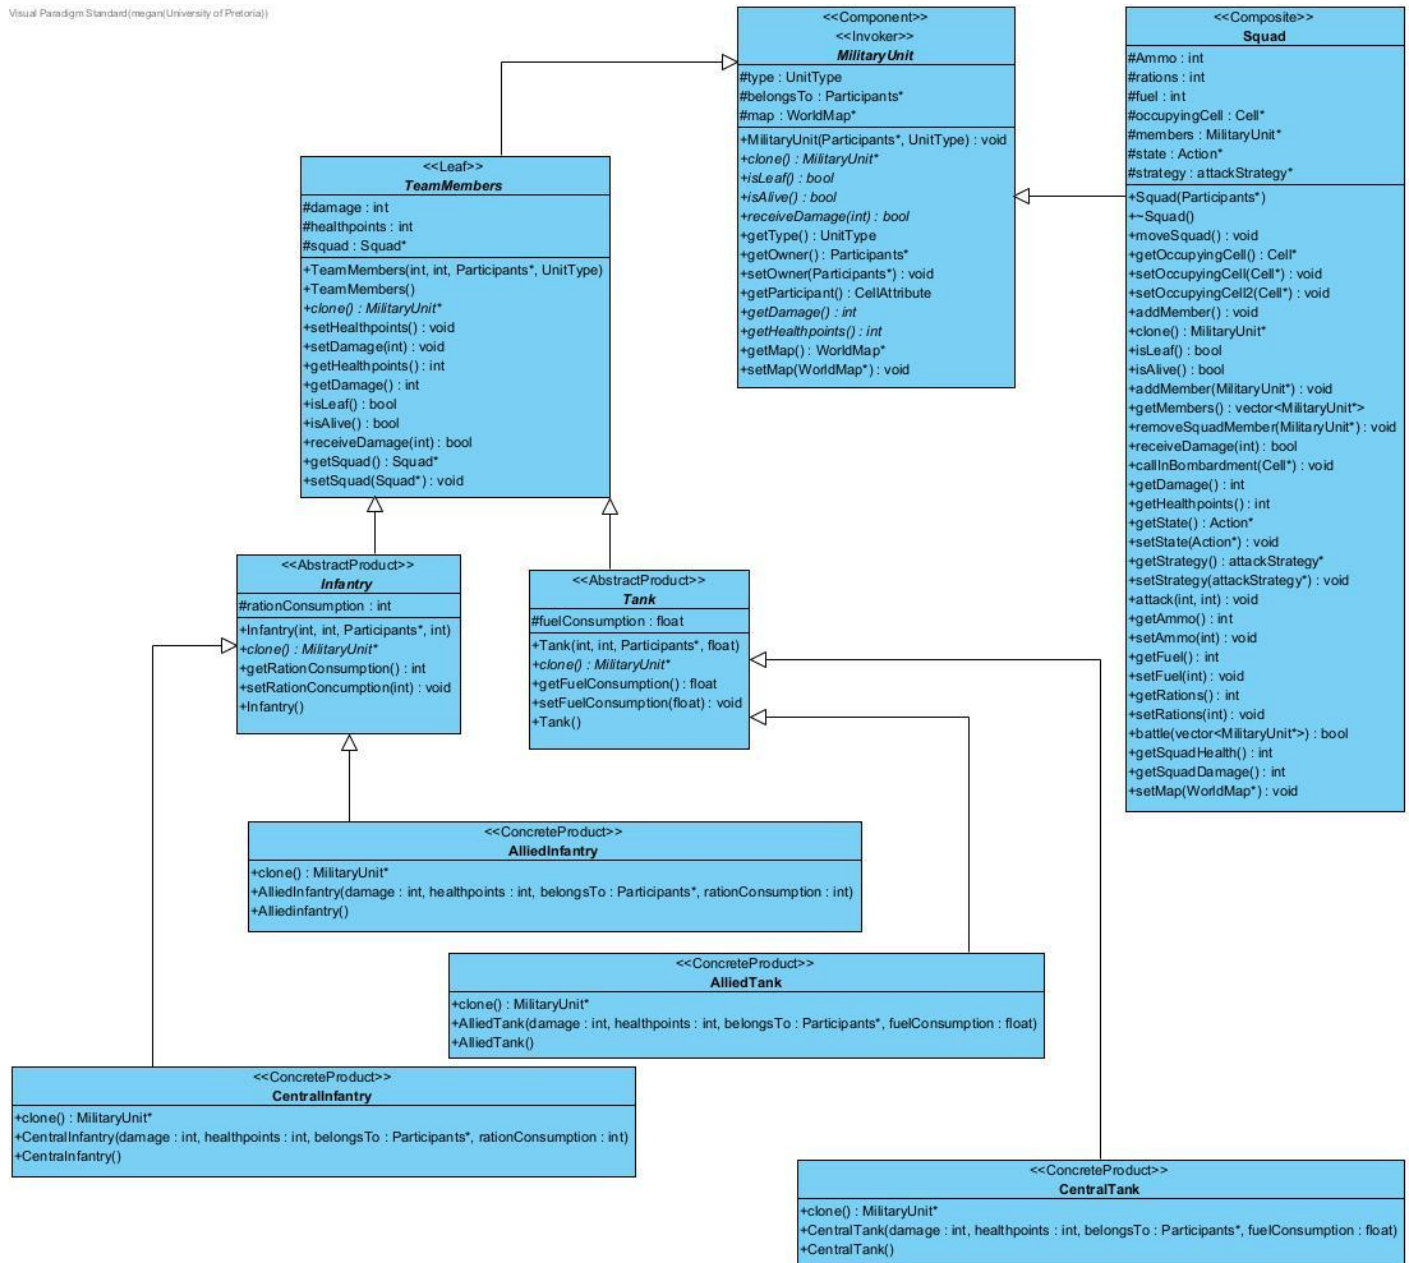 Visual Paradigm Standard(megan(University of Pretoria))
<<Component>>
<<Invoker>>
MilitaryUnit
#type : UnitType
#belongsTo : Participants*
#map : WorldMap*
+MilitaryUnit(Participants*, UnitType) : void
+clone() : MilitaryUnit*
+isLeaf() : bool
+isAlive() : bool
+receiveDamage(int) : bool
+getType() : UnitType
+getOwner() : Participants*
+setOwner(Participants*) : void
+getParticipant() : CellAttribute
+getDamage() : int
+getHealthpoints() : int
+getMap() : WorldMap*
+setMap(WorldMap*) : void
<<Composite>>
Squad
#Ammo : int
#rations : int
#fuel : int
#occupyingCell : Cell*
#members : MilitaryUnit*
#state : Action*
#strategy : attackStrategy*
+Squad(Participants*)
+~Squad()
+moveSquad() : void
+getOccupyingCell() : Cell*
+setOccupyingCell(Cell*) : void
+setOccupyingCell2(Cell*) : void
+addMember() : void
+clone() : MilitaryUnit*
+isLeaf() : bool
+isAlive() : bool
+addMember(MilitaryUnit*) : void
+getMembers() : vector<MilitaryUnit*>
+removeSquadMember(MilitaryUnit*) : void
+receiveDamage(int) : bool
+callInBombardment(Cell*) : void
+getDamage() : int
+getHealthpoints() : int
+getState() : Action*
+setState(Action*) : void
+getStrategy() : attackStrategy*
+setStrategy(attackStrategy*) : void
+attack(int, int) : void
+getAmmo() : int
+setAmmo(int) : void
+getFuel() : int
+setFuel(int) : void
+getRations() : int
+setRations(int) : void
+battle(vector<MilitaryUnit*>) : bool
+getSquadHealth() : int
+getSquadDamage() : int
+setMap(WorldMap*) : void
<<Leaf>>
TeamMembers
#damage : int
#healthpoints : int
#squad : Squad*
+TeamMembers(int, int, Participants*, UnitType)
+TeamMembers()
+clone() : MilitaryUnit*
+setHealthpoints() : void
+setDamage(int) : void
+getHealthpoints() : int
+getDamage() : int
+isLeaf() : bool
+isAlive() : bool
+receiveDamage(int) : bool
+getSquad() : Squad*
+setSquad(Squad*) : void
<<AbstractProduct>>
Infantry
#rationConsumption : int
+Infantry(int, int, Participants*, int)
+clone() : MilitaryUnit*
+getRationConsumption() : int
+setRationConcumption(int) : void
+Infantry()
<<AbstractProduct>>
Tank
#fuelConsumption : float
+Tank(int, int, Participants*, float)
+clone() : MilitaryUnit*
+getFuelConsumption() : float
+setFuelConsumption(float) : void
+Tank()
<<ConcreteProduct>>
AlliedInfantry
+clone() : MilitaryUnit*
+AlliedInfantry(damage : int, healthpoints : int, belongsTo : Participants*, rationConsumption : int)
+Alliedinfantry()
<<ConcreteProduct>>
AlliedTank
+clone() : MilitaryUnit*
+AlliedTank(damage : int, healthpoints : int, belongsTo : Participants*, fuelConsumption : float)
+AlliedTank()
<<ConcreteProduct>>
CentralInfantry
+clone() : MilitaryUnit*
+CentralInfantry(damage : int, healthpoints : int, belongsTo : Participants*, rationConsumption : int)
+CentraInfantry()
<<ConcreteProduct>>
CentralTank
+clone() : MilitaryUnit*
+CentralTank(damage : int, healthpoints : int, belongsTo : Participants*, fuelConsumption : float)
+CentralTank()